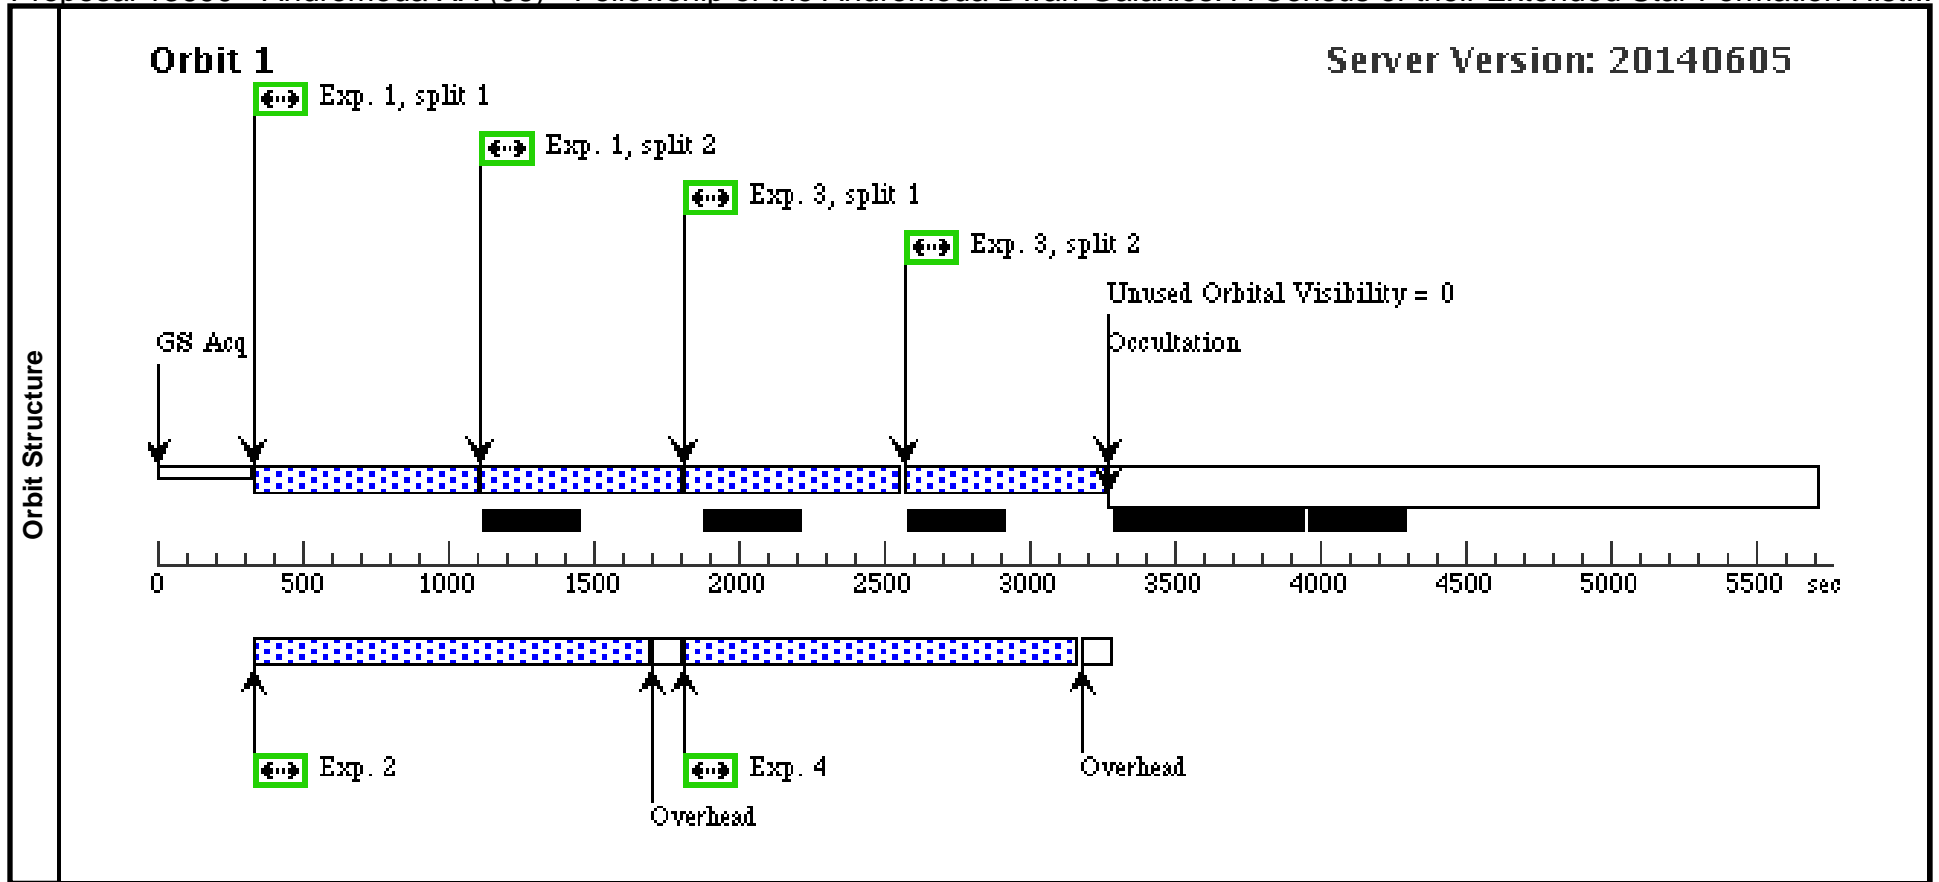 Orbit 1
Server Version: 20140605
Exp. 1, split 1
Exp. 1, split 2
Exp. 3, split 1
Exp. 3, split 2
Unused Orbital Visibility = 0
GS Acq
Occultation
Orbit Structure
0 500 1000 1500 2000 2500 3000 3500 4000 4500 5000 5500 sec
Exp. 2
Exp. 4
Overhead
Overhead